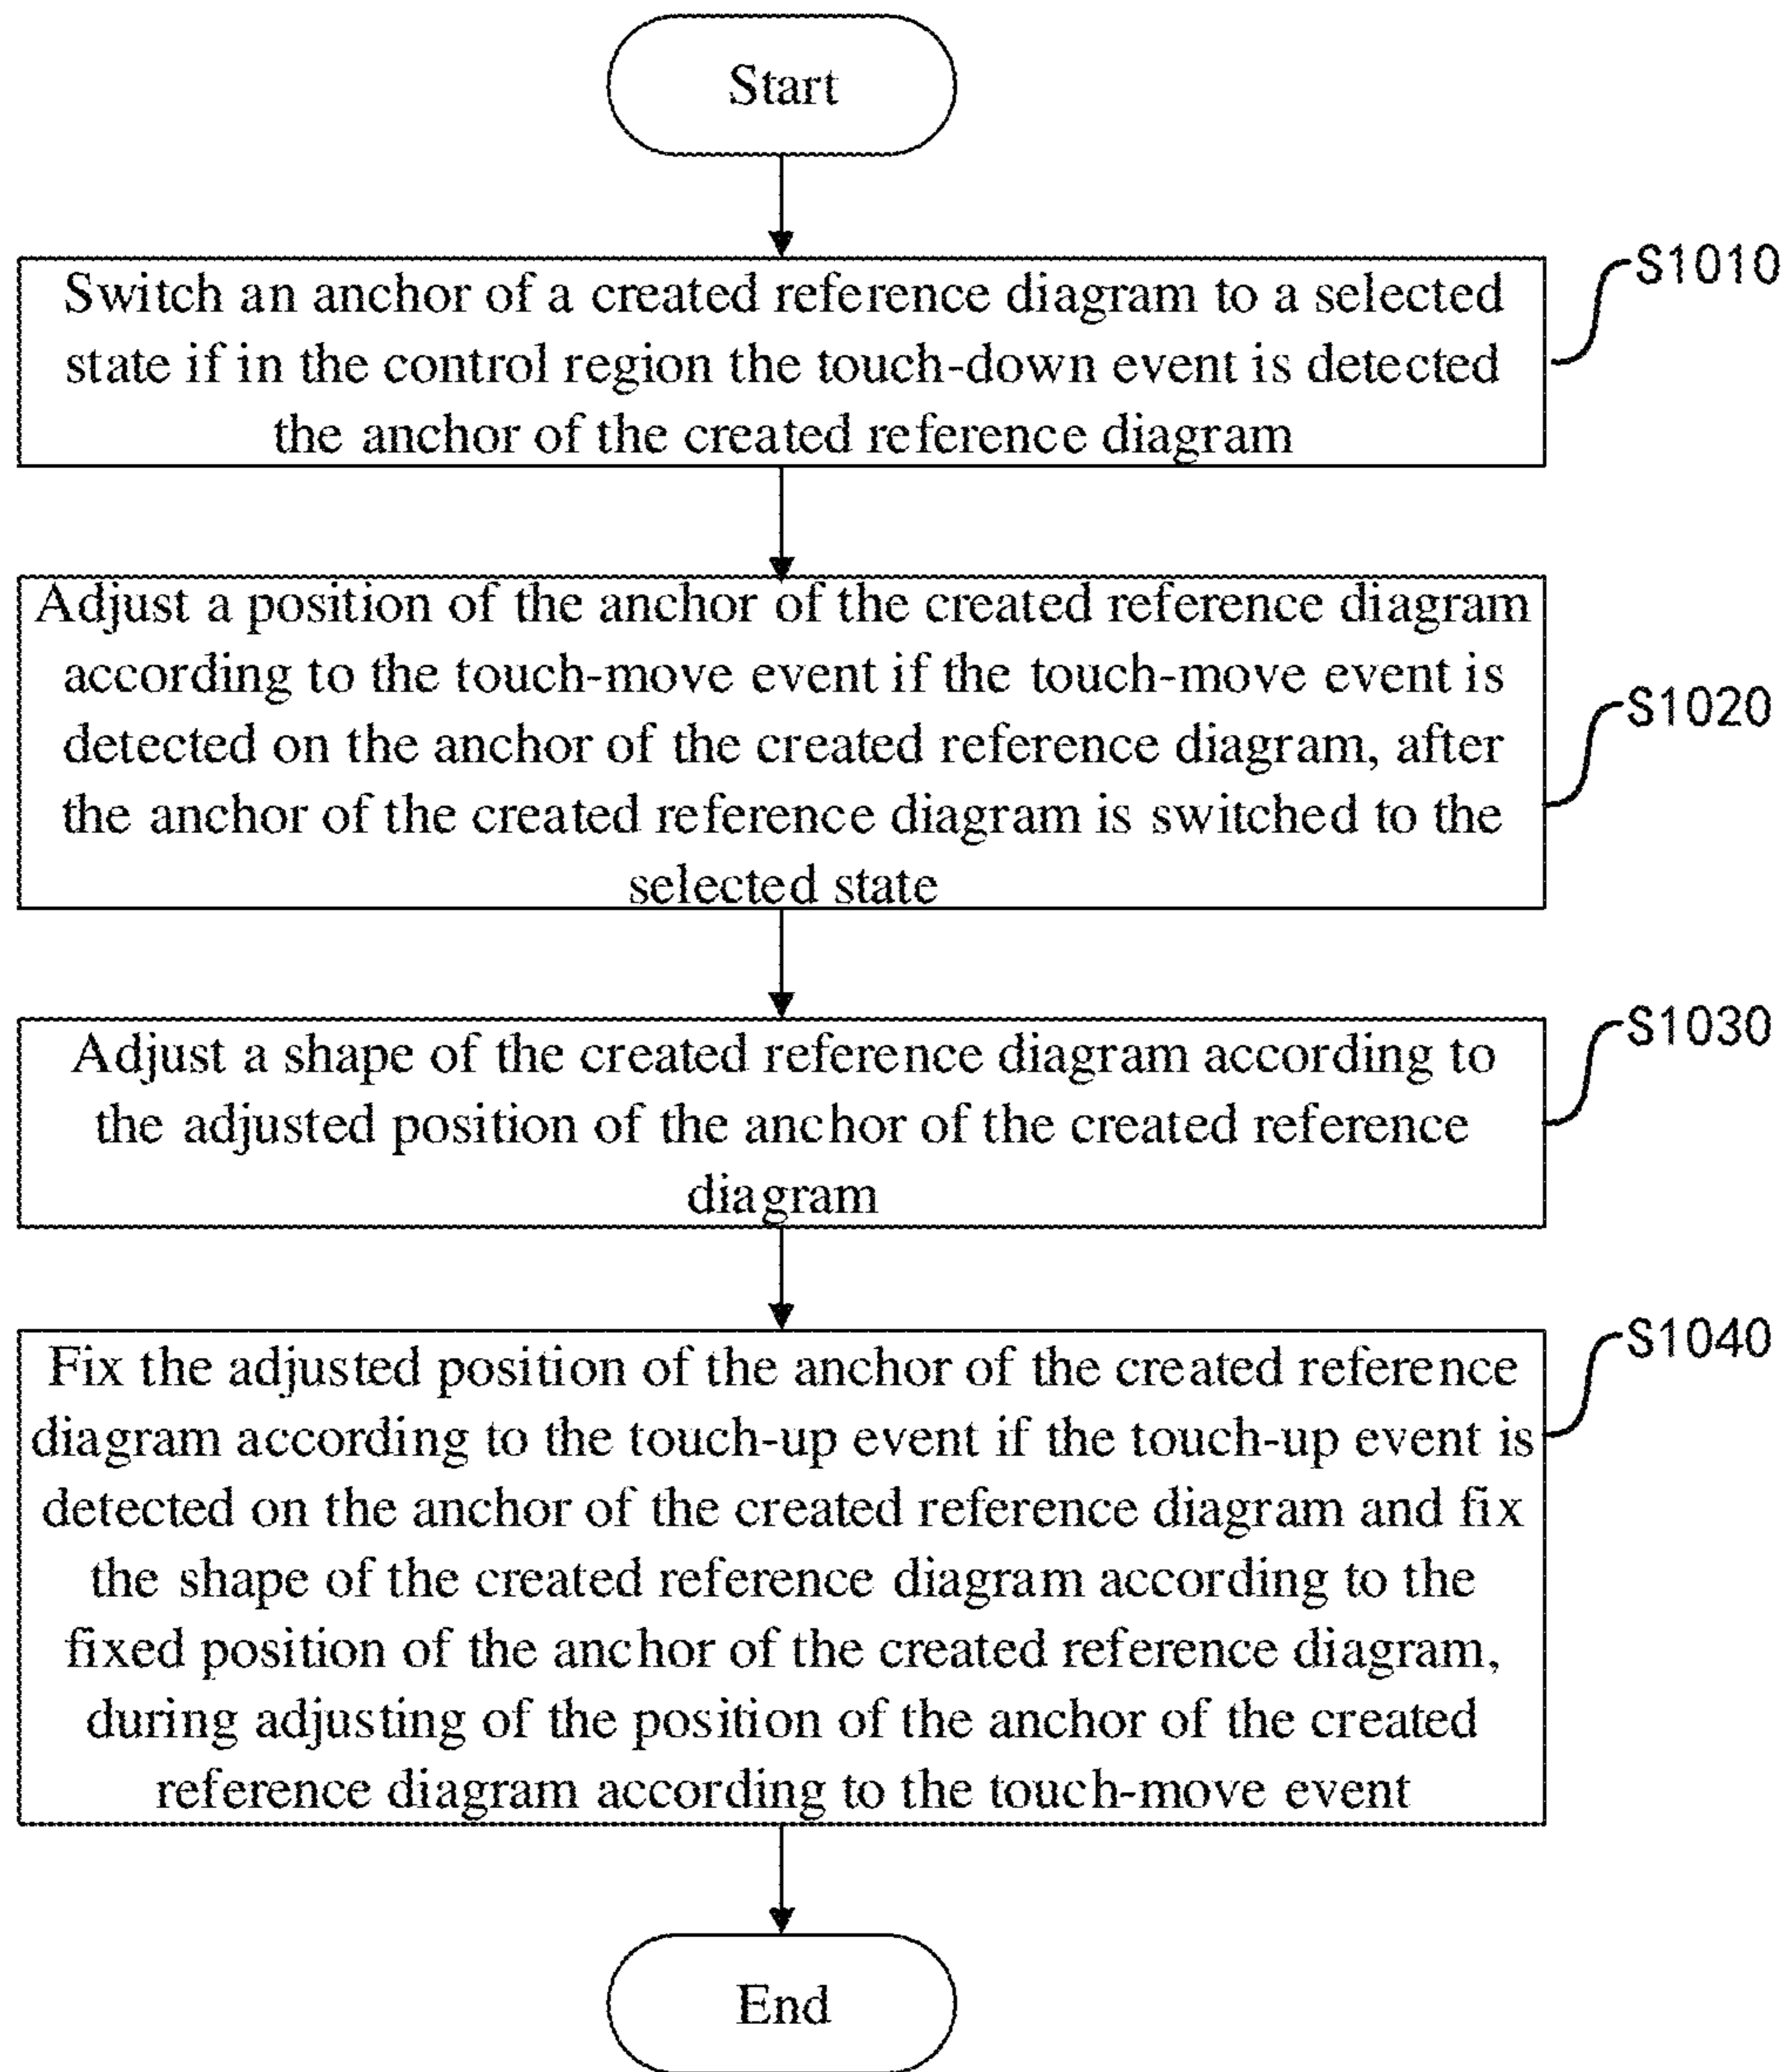 Start
Switch an anchor of a created reference diagram to a selected
state if in the control region the touch-down event is detected
the anchor of the created reference diagram
S1010
Adjust a position of the anchor of the created reference diagram
according to the touch-move event if the touch-move event is
detected on the anchor of the created reference diagram, after
the anchor of the created reference diagram is switched to the
selected state
S1020
Adjust a shape of the created reference diagram according to
the adjusted position of the anchor of the created reference
diagram
S1030
Fix the adjusted position of the anchor of the created reference
diagram according to the touch-up event if the touch-up event is
detected on the anchor of the created reference diagram and fix
the shape of the created reference diagram according to the
fixed position of the anchor of the created reference diagram,
during adjusting of the position of the anchor of the created
reference diagram according to the touch-move event
S1040
End